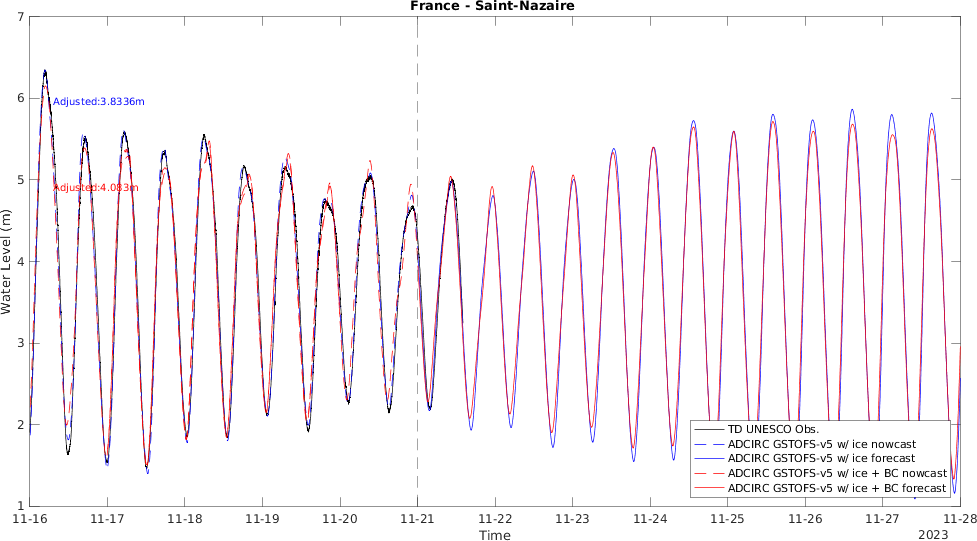 France - Saint-Nazaire
7
6
5
4
3
2
1
Water Level (m)
Adjusted:3.8336m
Adjusted:4.083m
TD UNESCO Obs.
ADCIRC GSTOFS-v5 w/ ice nowcast
ADCIRC GSTOFS-v5 w/ ice forecast
ADCIRC GSTOFS-v5 w/ ice + BC nowcast
ADCIRC GSTOFS-v5 w/ ice + BC forecast
11-16 11-17 11-18 11-19 11-20 11-21 11-22 11-23 11-24 11-25 11-26 11-27 11-28
Time
2023